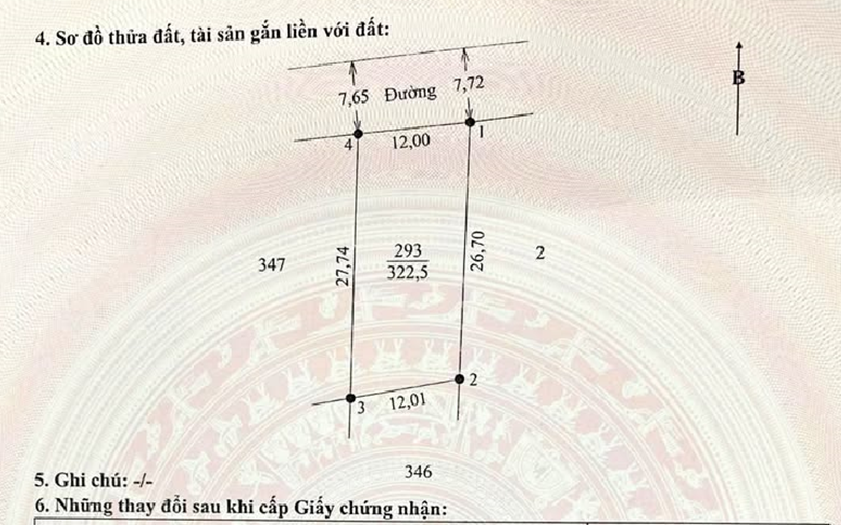 4. Sơ đồ thửa đất, tài sản gắn liền với đất:
B
7,65 Đường 7,72
4 12,00 1
347 27,74 293 26,70 2
322,5
2
3 12,01
346
5. Ghi chú: -/-
6. Những thay đổi sau khi cấp Giấy chứng nhận: